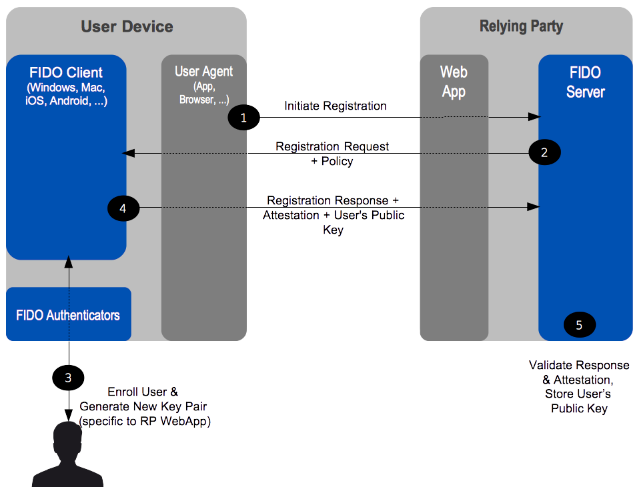 User Device
Relying Party
FIDO Client
(Windows, Mac,
iOS, Android, ...)
User Agent
(App,
Browser, ...)
Web
App
FIDO
Server
1
Initiate Registration
2
Registration Request
+ Policy
4
Registration Response +
Attestation + User's Public
Key
FIDO Authenticators
5
3
Enroll User &
Generate New Key Pair
(specific to RP WebApp)
Validate Response
& Attestation,
Store User's
Public Key